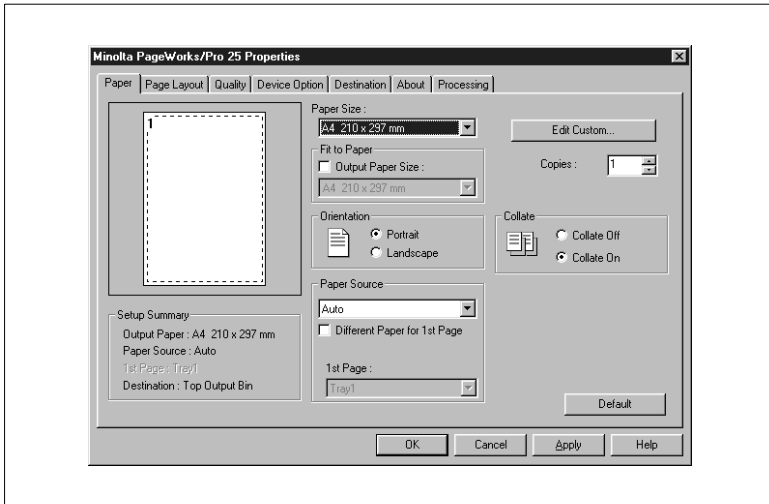 Minolta PageWorks/Pro 25 Properties
Paper Page Layout Quality Device Option Destination About Processing
1
Paper Size :
A4 210 x 297 mm
Edit Custom...
Fit to Paper
Output Paper Size :
A4 210 x 297 mm
Copies : 1
Orientation
Portrait
Landscape
Collate
Collate Off
Collate On
Paper Source
Auto
Different Paper for 1st Page
1st Page :
Tray1
Setup Summary
Output Paper : A4 210 x 297 mm
Paper Source : Auto
1st Page : Tray1
Destination : Top Output Bin
Default
OK Cancel Apply Help